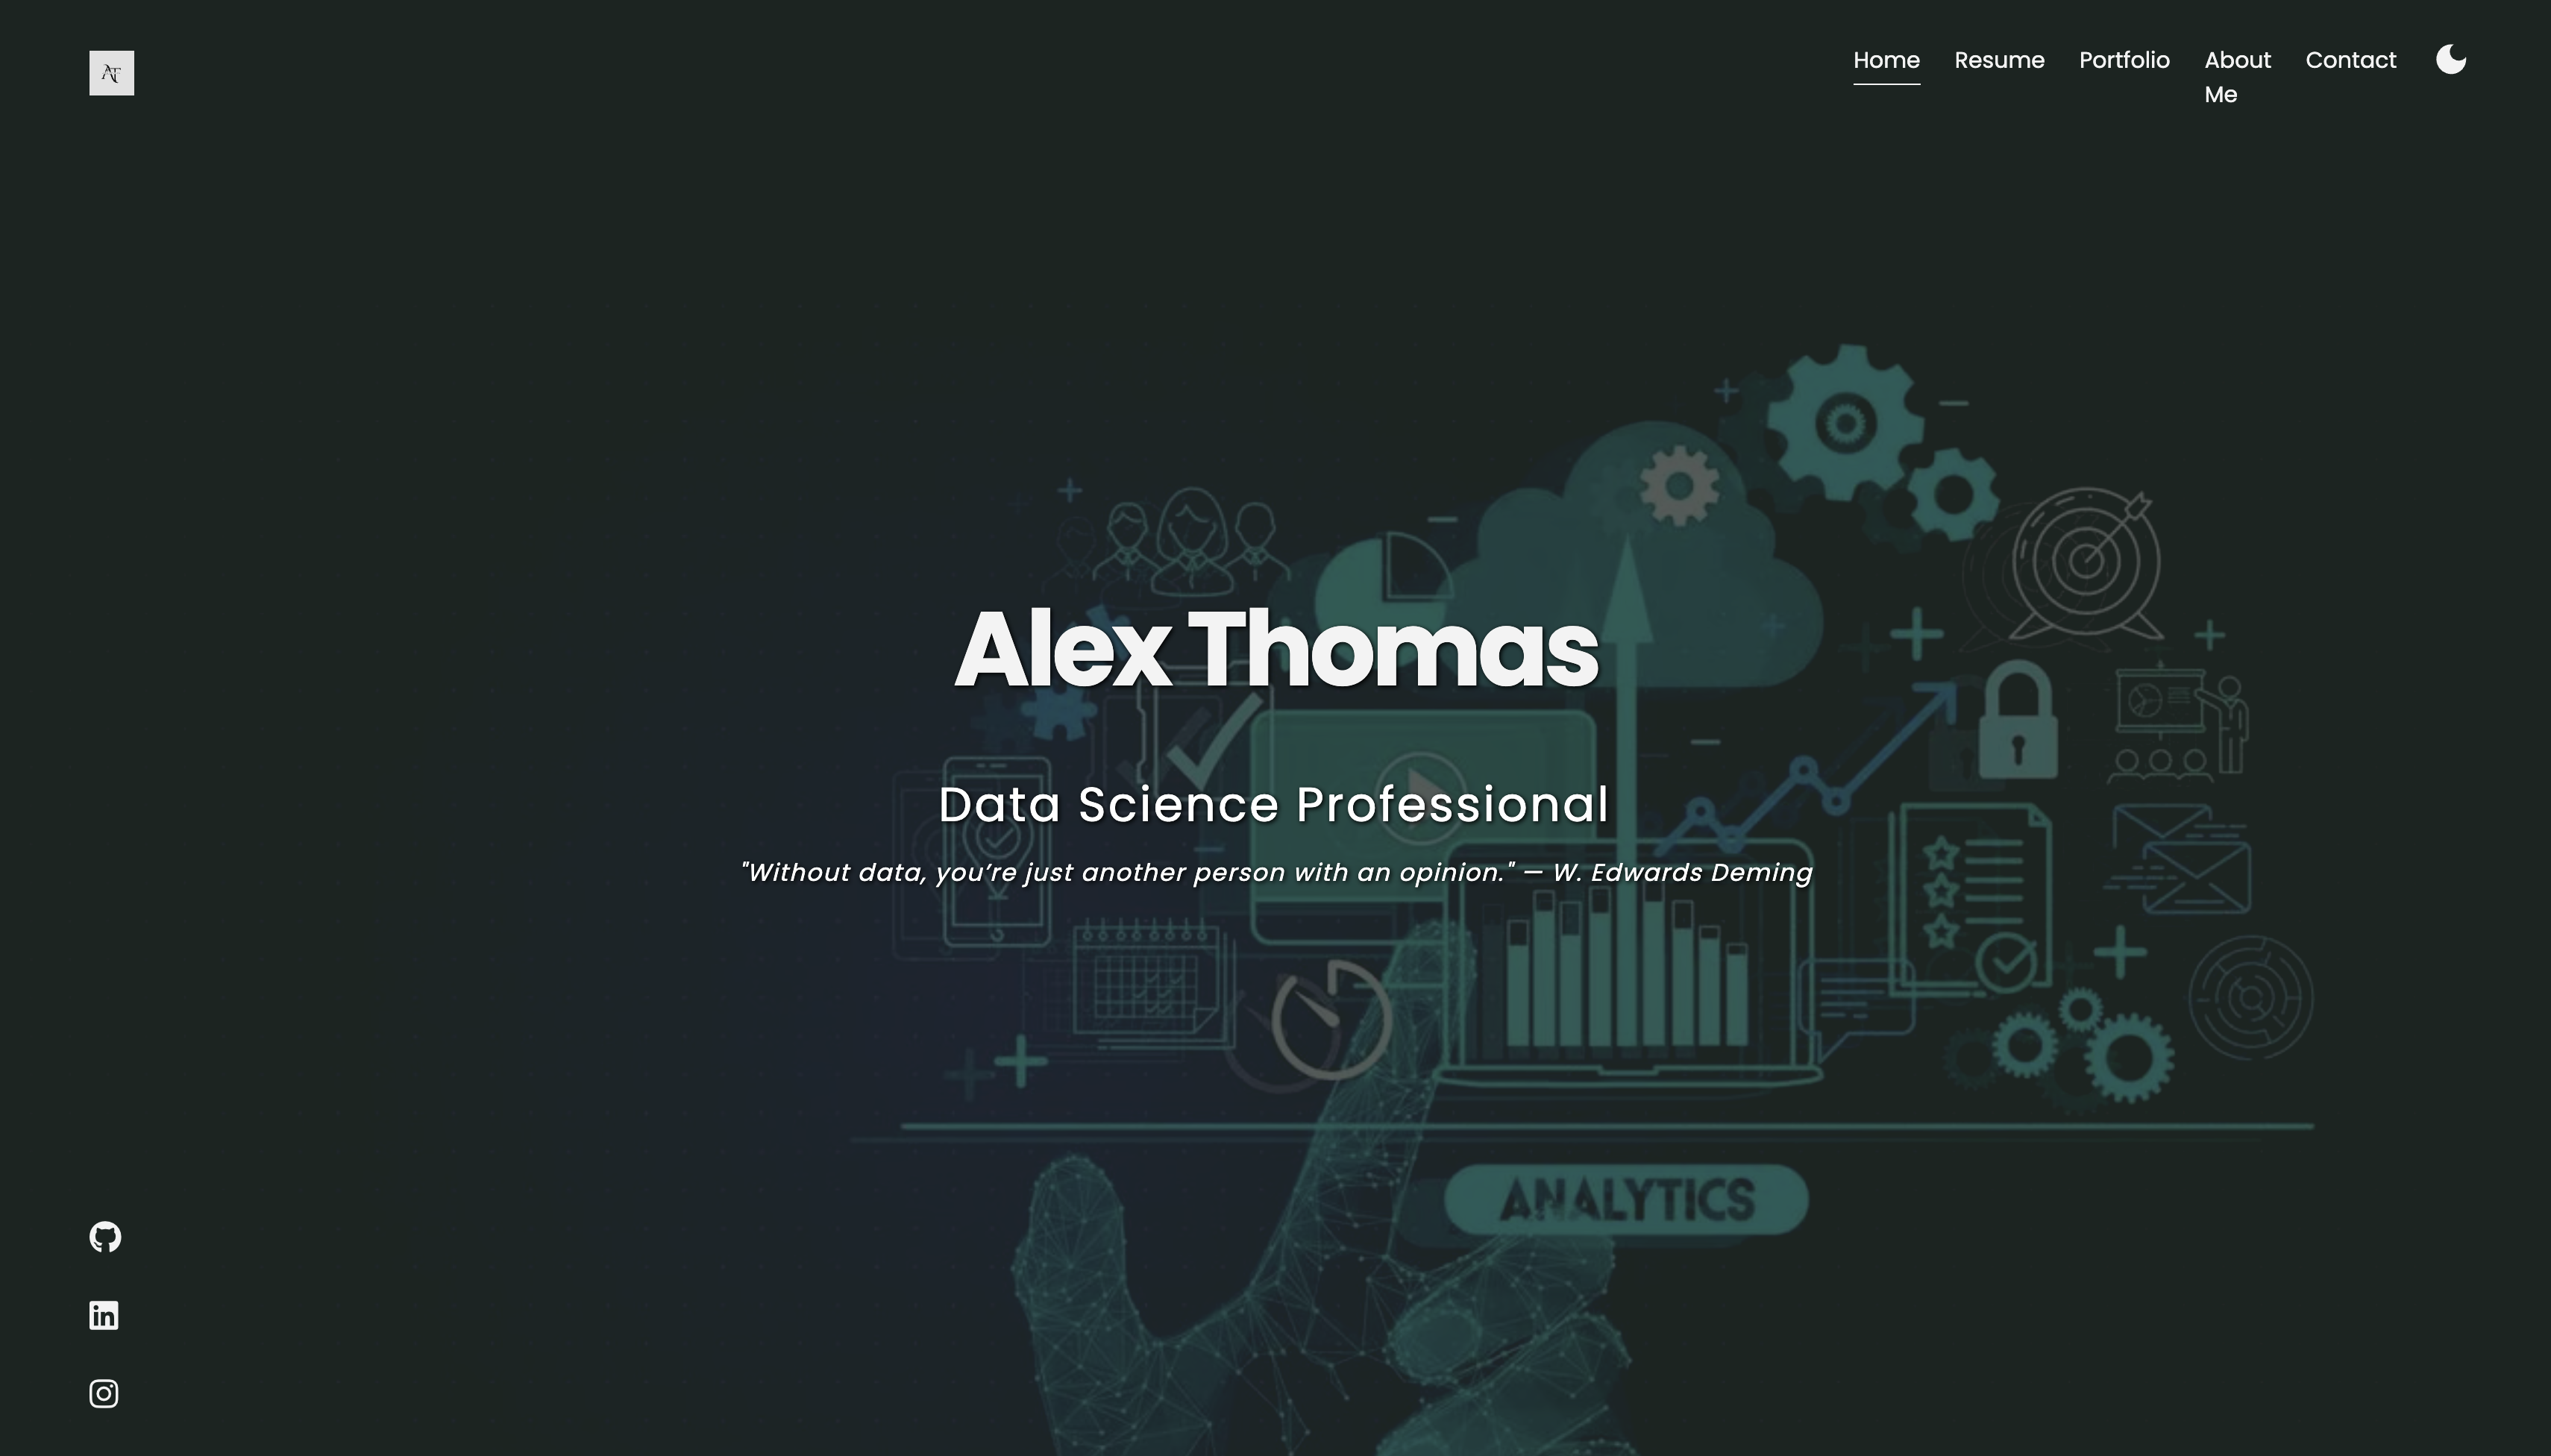 AT
Home Resume Portfolio About Contact
Me
Alex Thomas
Data Science Professional
"Without data, you’re just another person with an opinion." — W. Edwards Deming
ANALYTICS
in